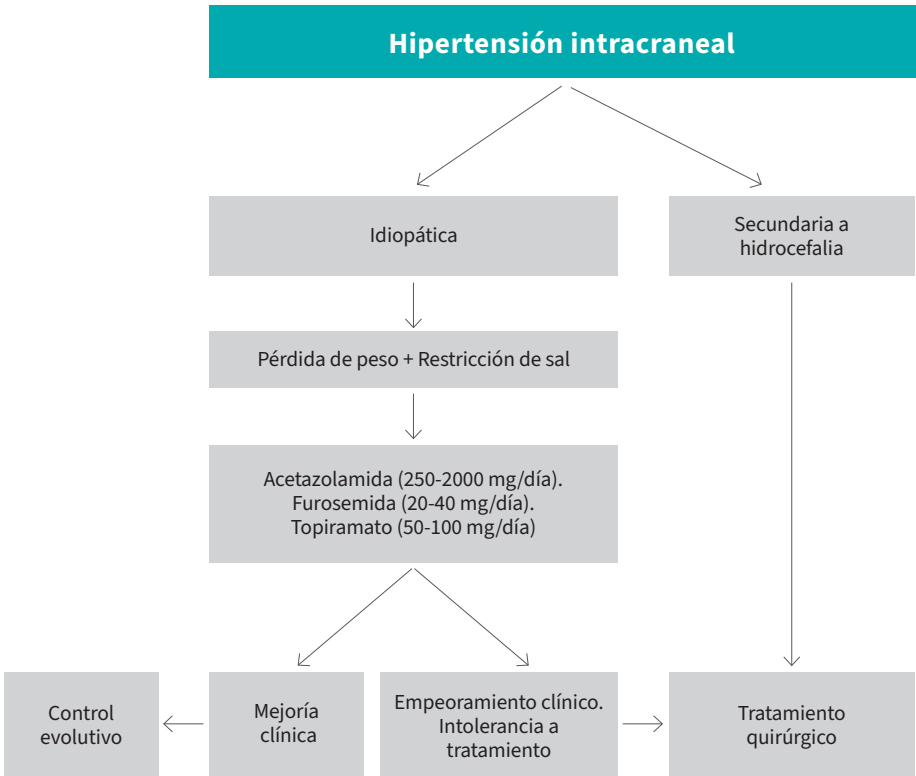 Hipertensión intracraneal
Idiopática
Secundaria a
hidrocefalia
Pérdida de peso + Restricción de sal
Acetazolamida (250-2000 mg/día).
Furosemida (20-40 mg/día).
Topiramato (50-100 mg/día)
Control
evolutivo
Mejoría
clínica
Empeoramiento clínico.
Intolerancia a
tratamiento
Tratamiento
quirúrgico